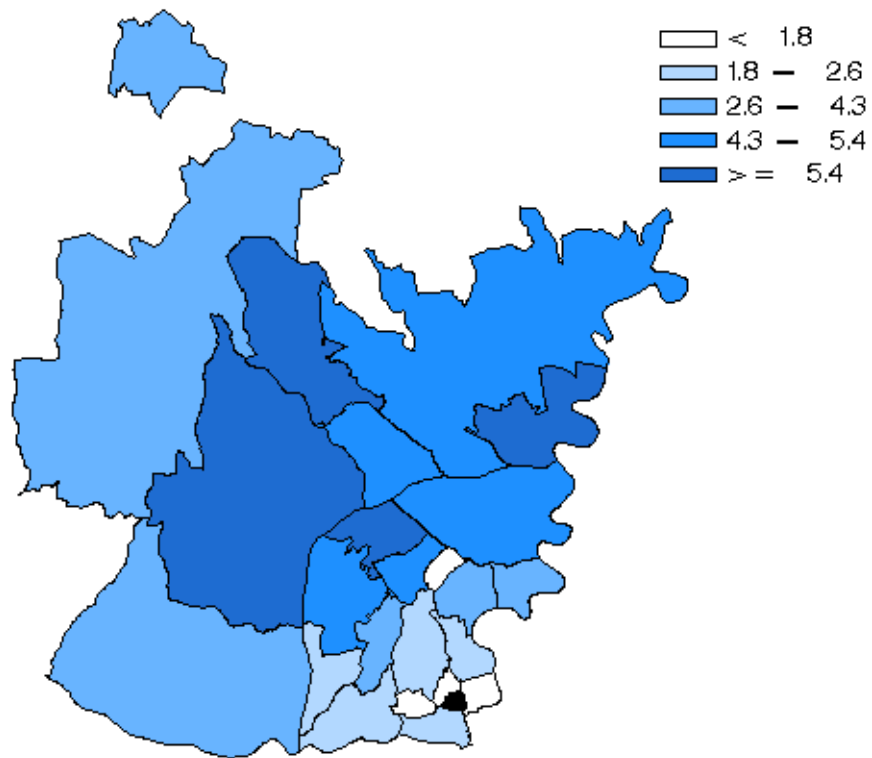 < 1.8
1.8 – 2.6
2.6 – 4.3
4.3 – 5.4
> = 5.4